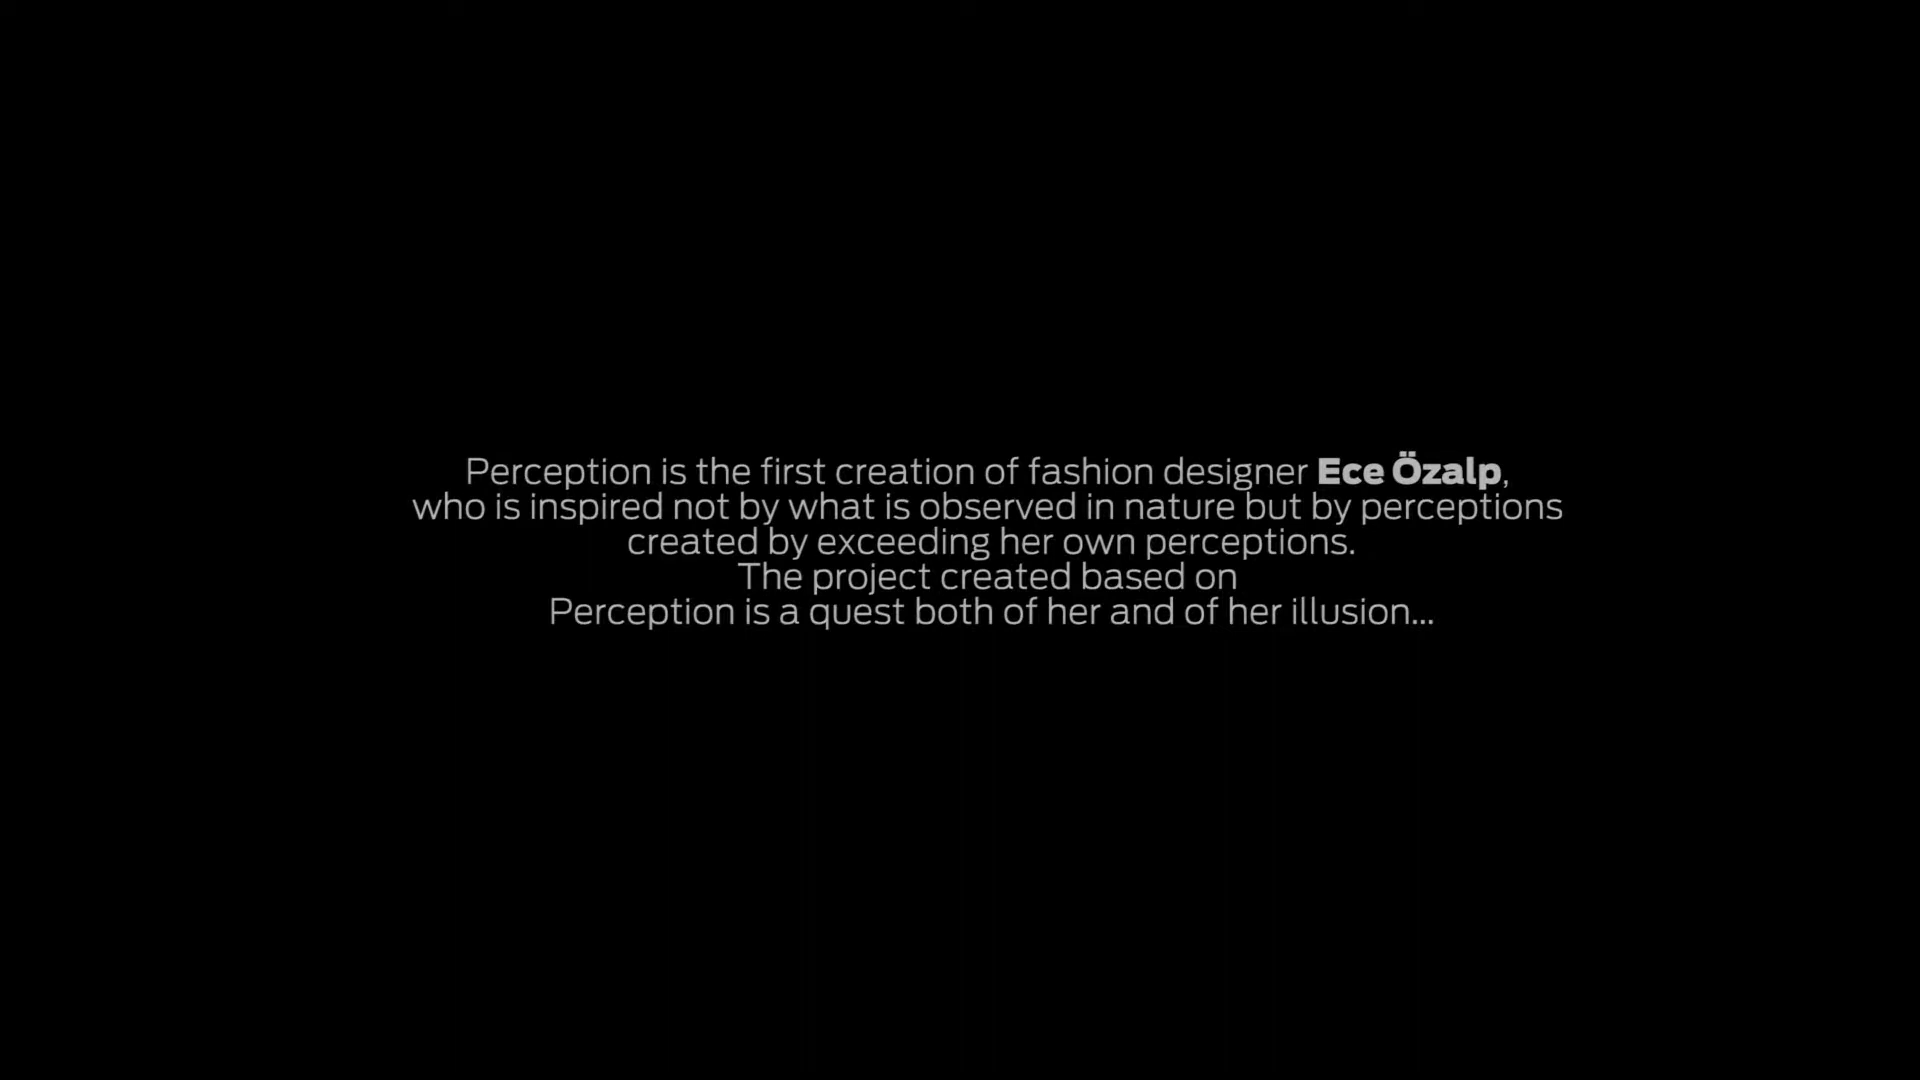 Perception is the first creation of fashion designer Ece Özalp,
who is inspired not by what is observed in nature but by perceptions
created by exceeding her own perceptions.
The project created based on
Perception is a quest both of her and of her illusion...